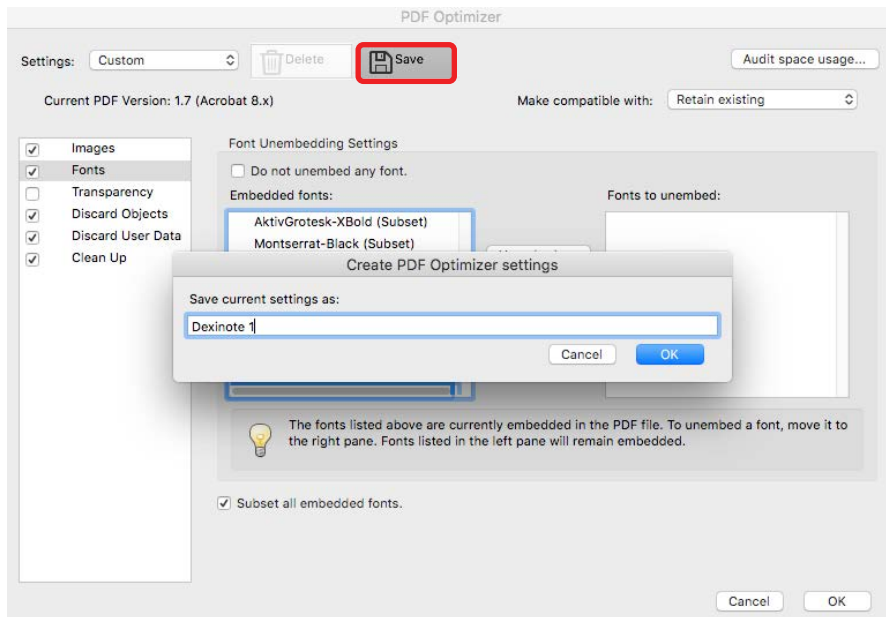 PDF Optimizer
Settings: Custom Delete Save Audit space usage...
Current PDF Version: 1.7 (Acrobat 8.x) Make compatible with: Retain existing
Images
Fonts
Transparency
Discard Objects
Discard User Data
Clean Up
Font Unembedding Settings
Do not unembed any font.
Embedded fonts: Fonts to unembed:
AktivGrotesk-XBold (Subset)
Montserrat-Black (Subset)
Create PDF Optimizer settings
Save current settings as:
Dexinote 1
Cancel OK
The fonts listed above are currently embedded in the PDF file. To unembed a font, move it to
the right pane. Fonts listed in the left pane will remain embedded.
Subset all embedded fonts.
Cancel OK